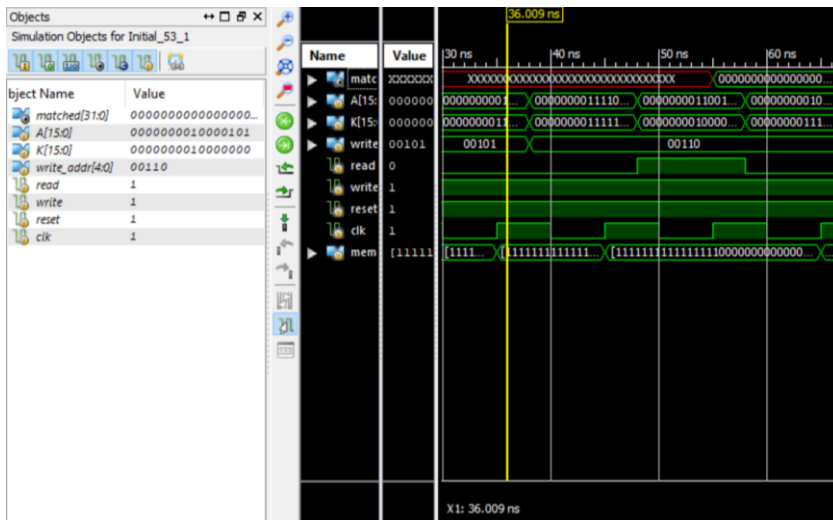 Objects
Simulation Objects for Initial_53_1
bject Name Value
matched[31:0] 0000000000000000...
A[15:0] 0000000010000101
K[15:0] 0000000010000000
write_addr[4:0] 00110
read 1
write 1
reset 1
clk 1
Name Value
matc XXXXXXX
A[15: 000000
K[15: 000000
write 00101
read 0
write 1
reset 1
clk 1
mem [11111
36.009 ns
30 ns 40 ns 50 ns 60 ns
0000000000000000...
0000000001... 0000000011110... 0000000011001... 0000000010...
0000000011... 0000000011111... 0000000010000... 0000000111...
00101 00110
[1111... [1111111111111... [11111111111111110000000000000...
X1: 36.009 ns